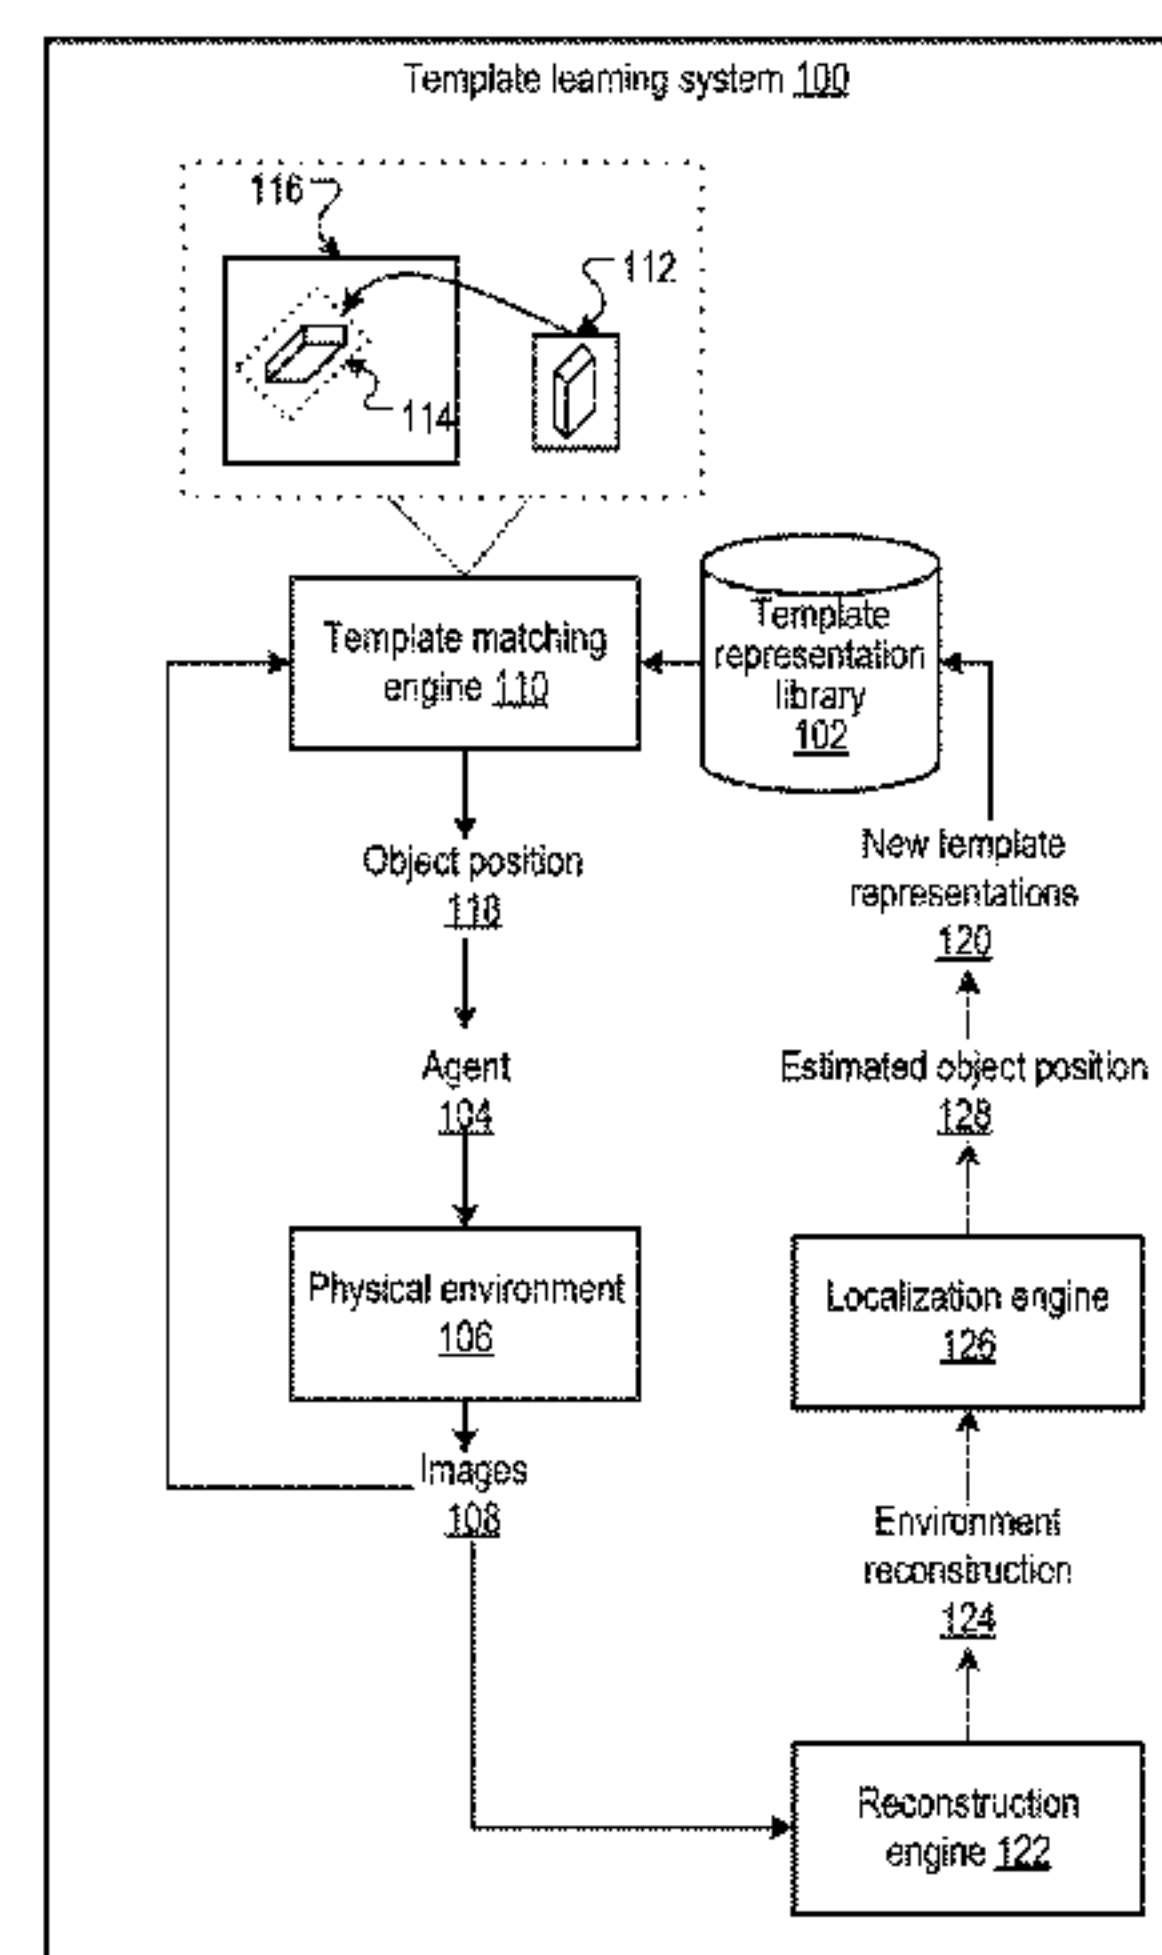 Template learning system 100
116
112
114
Template matching
engine 110
Template
representation
library
102
Object position
118
New template
representations
120
Agent
104
Estimated object position
128
Physical environment
106
Localization engine
126
Images
108
Environment
reconstruction
124
Reconstruction
engine 122